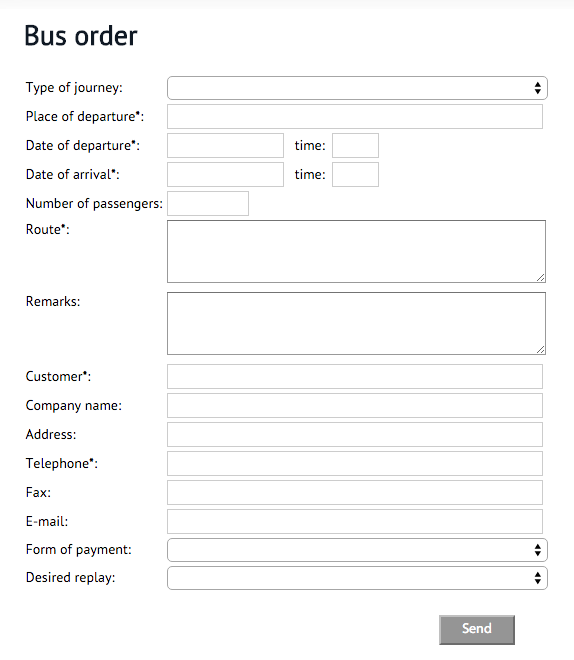 Bus order
Type of journey:
Place of departure*:
Date of departure*: time:
Date of arrival*: time:
Number of passengers:
Route*:
Remarks:
Customer*:
Company name:
Address:
Telephone*:
Fax:
E-mail:
Form of payment:
Desired replay:
Send